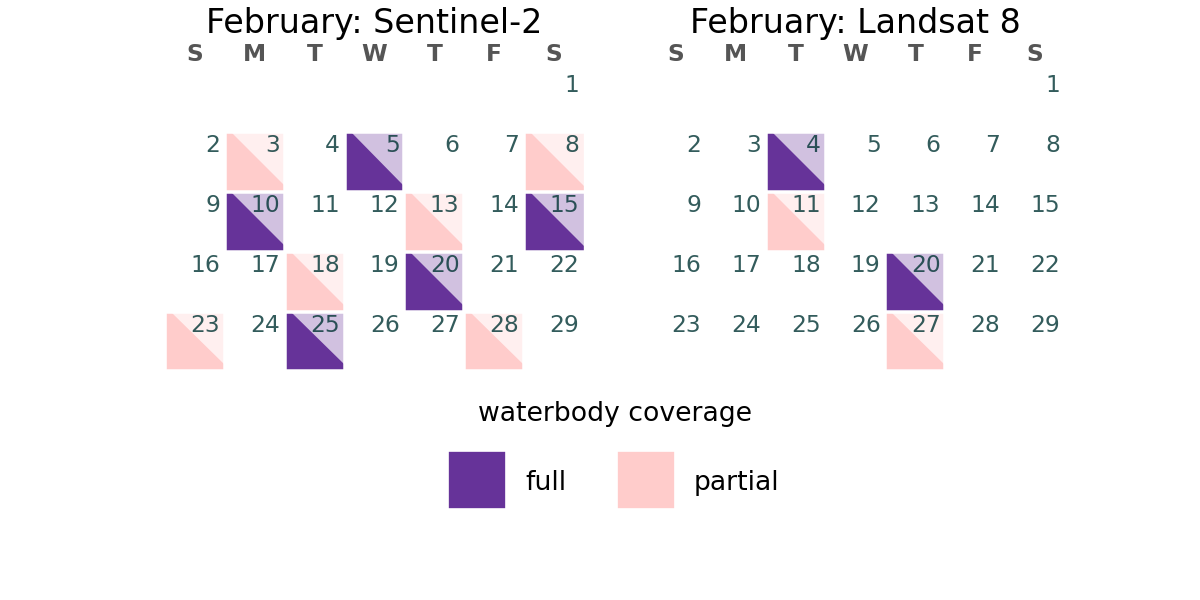 February: Sentinel-2
S M T W T F S
1
2 3 4 5 6 7 8
9 10 11 12 13 14 15
16 17 18 19 20 21 22
23 24 25 26 27 28 29
February: Landsat 8
S M T W T F S
1
2 3 4 5 6 7 8
9 10 11 12 13 14 15
16 17 18 19 20 21 22
23 24 25 26 27 28 29
waterbody coverage
full
partial